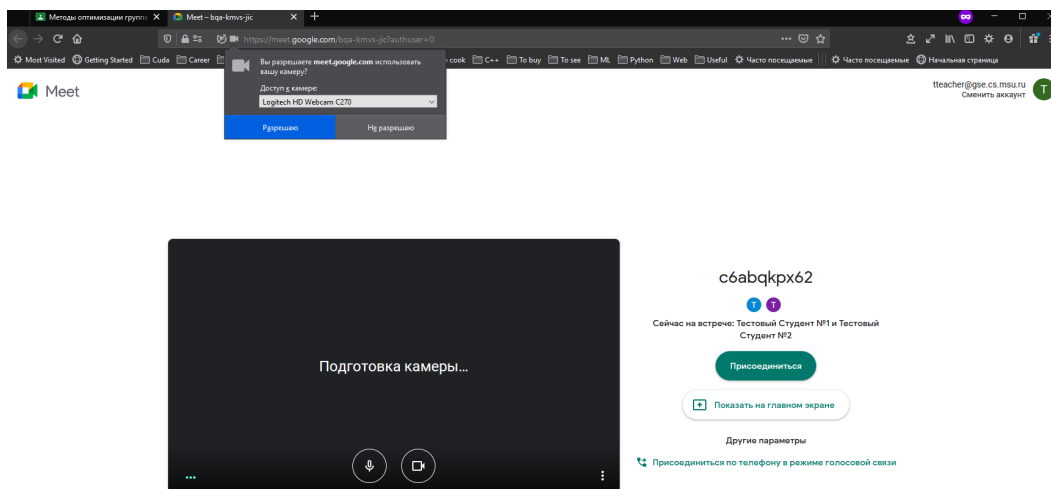 Методы оптимизации группа
Meet – bqa-kmvs-jic
https://meet.google.com/bqa-kmvs-jic?authuser=0
Most Visited Getting Started Cuda Career
cook C++ To buy To see ML Python Web Useful Часто посещаемые Часто посещаемые Начальная страница
Вы разрешаете meet.google.com использовать
вашу камеру?
Доступ к камере:
Logitech HD Webcam C270
Разрешаю Не разрешаю
Meet
tteacher@gse.cs.msu.ru
Сменить аккаунт
T
Подготовка камеры...
c6abqkpx62
T T
Сейчас на встрече: Тестовый Студент №1 и Тестовый
Студент №2
Присоединиться
Показать на главном экране
Другие параметры
Присоединиться по телефону в режиме голосовой связи